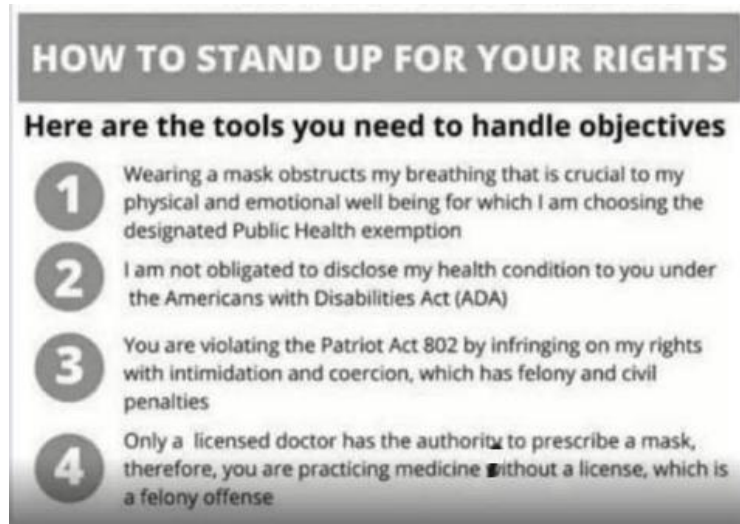 HOW TO STAND UP FOR YOUR RIGHTS
Here are the tools you need to handle objectives
1
Wearing a mask obstructs my breathing that is crucial to my
physical and emotional well being for which I am choosing the
designated Public Health exemption
2
I am not obligated to disclose my health condition to you under
the Americans with Disabilities Act (ADA)
3
You are violating the Patriot Act 802 by infringing on my rights
with intimidation and coercion, which has felony and civil
penalties
4
Only a licensed doctor has the authority to prescribe a mask,
therefore, you are practicing medicine without a license, which is
a felony offense